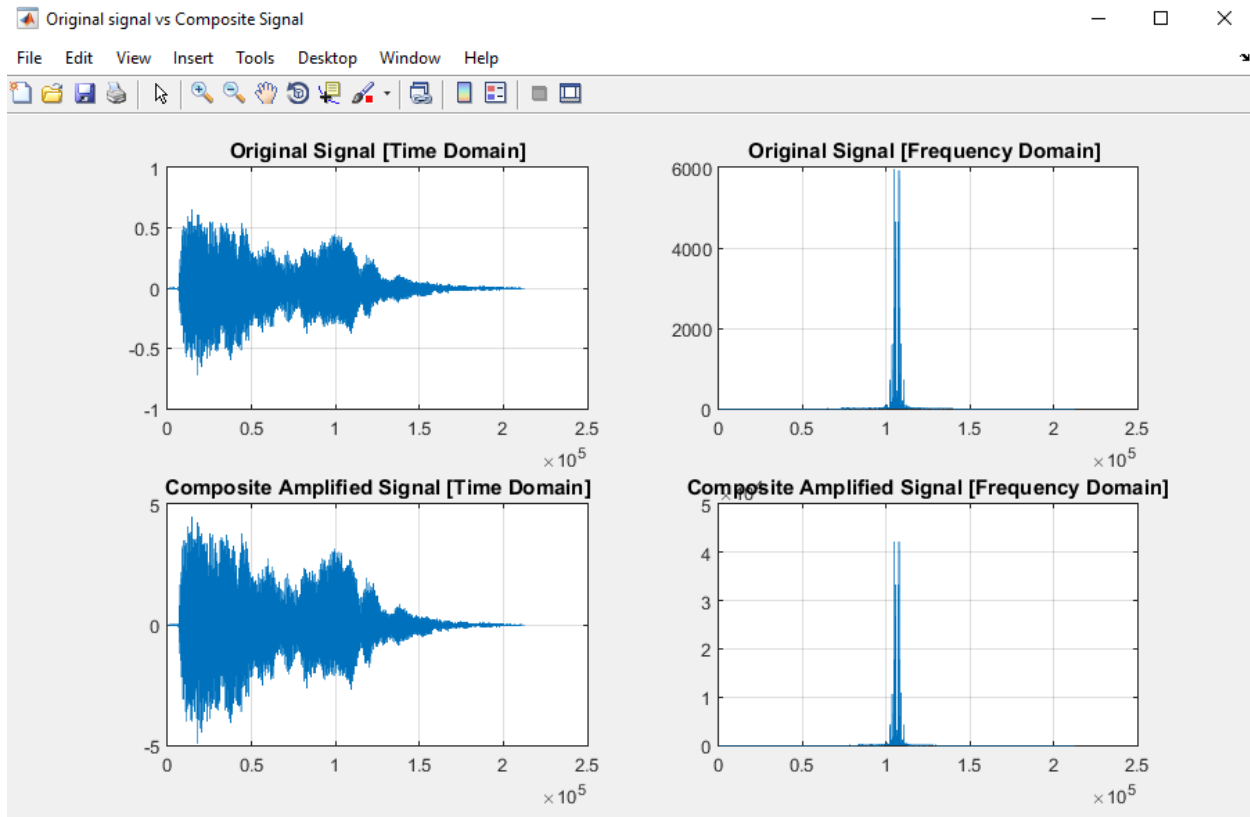 Original signal vs Composite Signal
File Edit View Insert Tools Desktop Window Help
Original Signal [Time Domain]
1
0.5
0
-0.5
-1
0 0.5 1 1.5 2 2.5
×10^5
Original Signal [Frequency Domain]
6000
4000
2000
0
0 0.5 1 1.5 2 2.5
×10^5
Composite Amplified Signal [Time Domain]
5
0
-5
0 0.5 1 1.5 2 2.5
×10^5
Composite Amplified Signal [Frequency Domain]
5
4
3
2
1
0
0 0.5 1 1.5 2 2.5
×10^5